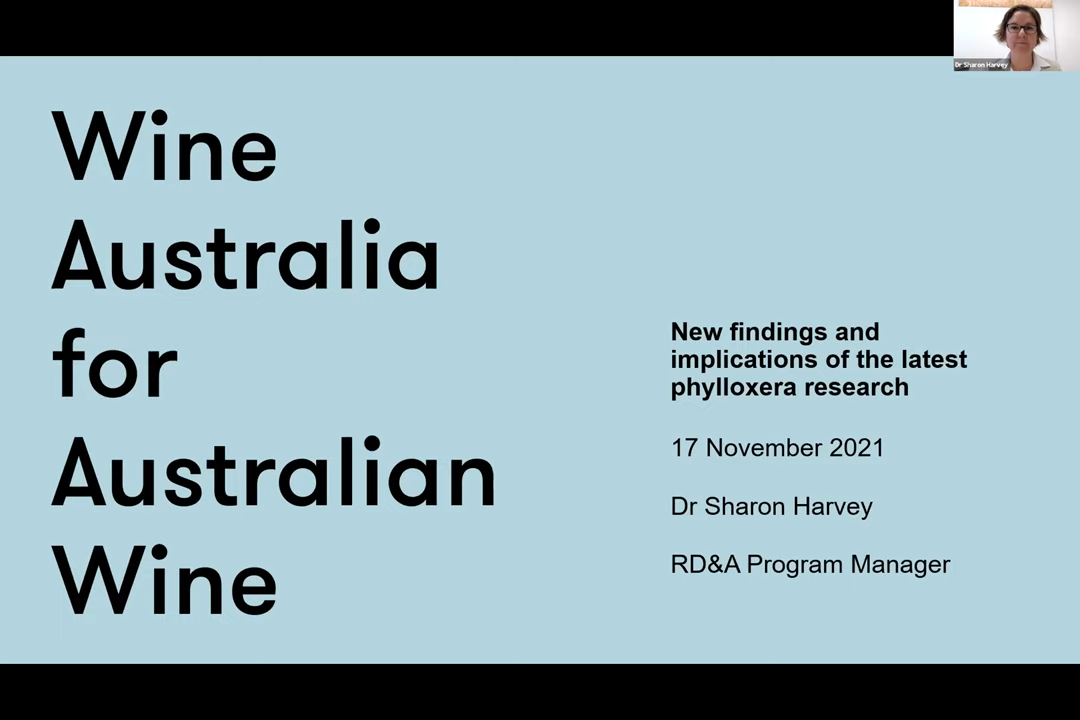 Dr Sharon Harvey
Wine
Australia
for
Australian
Wine
New findings and
implications of the latest
phylloxera research
17 November 2021
Dr Sharon Harvey
RD&A Program Manager